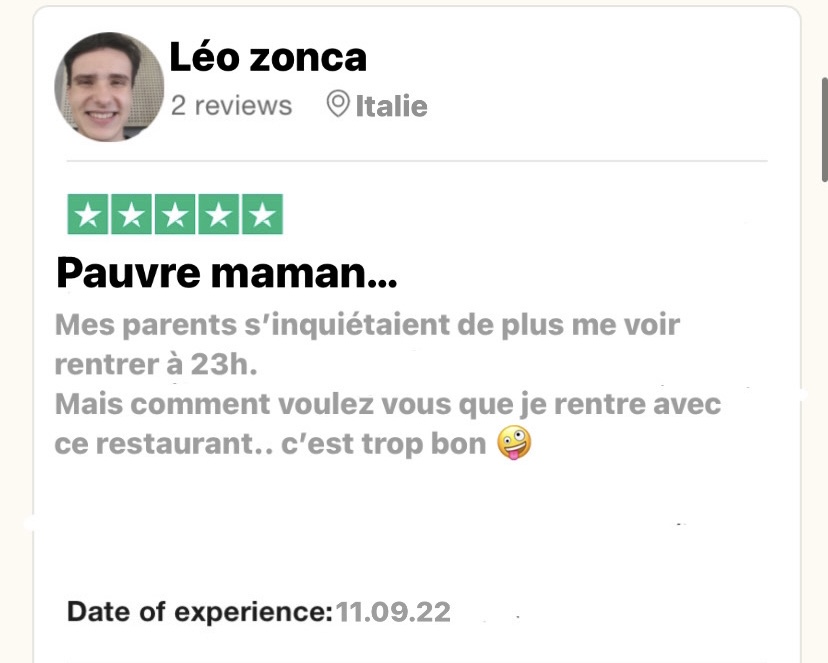 Léo zonca
2 reviews Italie
Pauvre maman...
Mes parents s’inquiétaient de plus me voir
rentrer à 23h.
Mais comment voulez vous que je rentre avec
ce restaurant.. c’est trop bon 🤪
Date of experience: 11.09.22